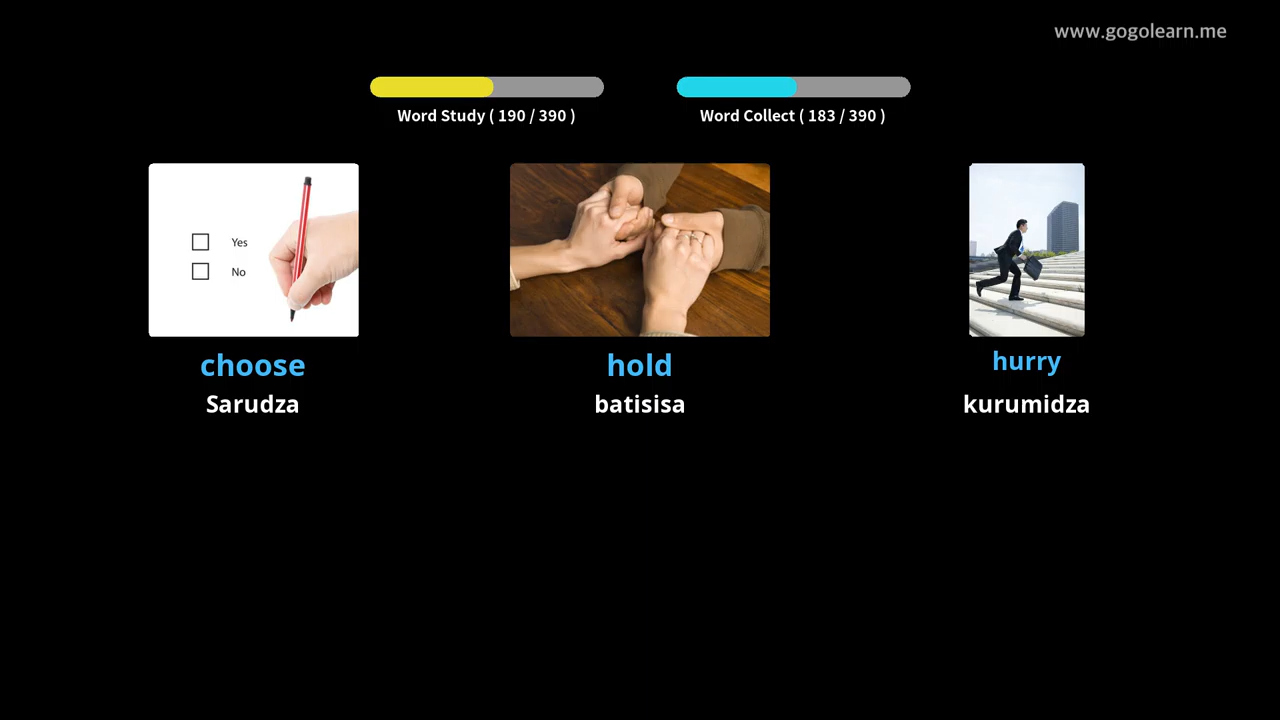 www.gogolearn.me
Word Study ( 190 / 390 )
Word Collect ( 183 / 390 )
Yes
No
choose
hold
hurry
Sarudza
batisisa
kurumidza